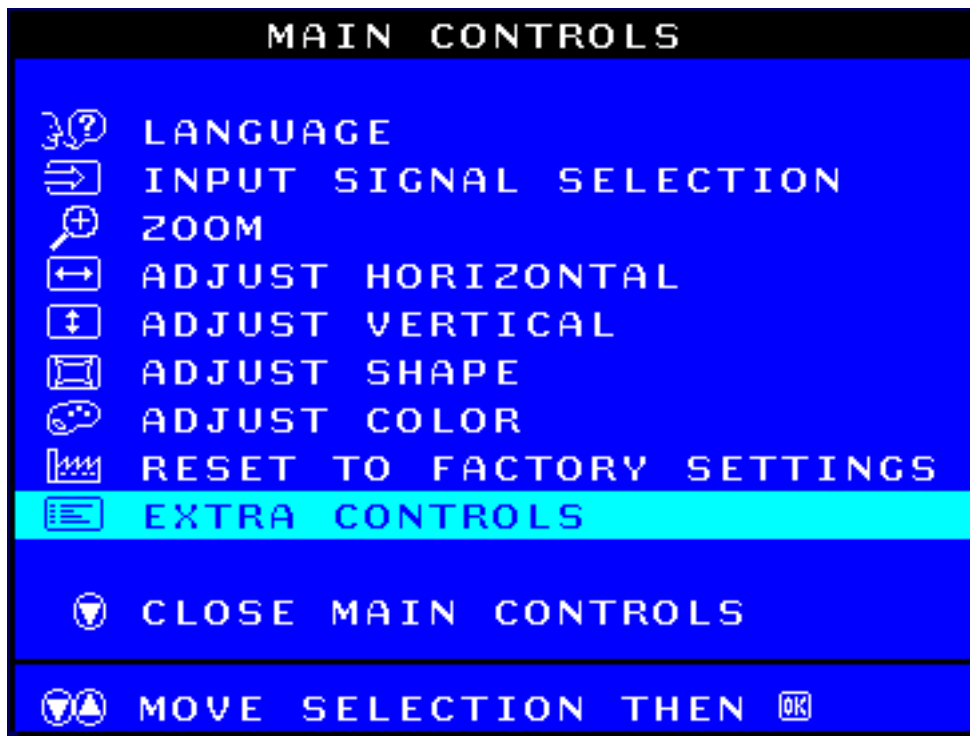 MAIN CONTROLS
LANGUAGE
INPUT SIGNAL SELECTION
ZOOM
ADJUST HORIZONTAL
ADJUST VERTICAL
ADJUST SHAPE
ADJUST COLOR
RESET TO FACTORY SETTINGS
EXTRA CONTROLS
CLOSE MAIN CONTROLS
MOVE SELECTION THEN OK